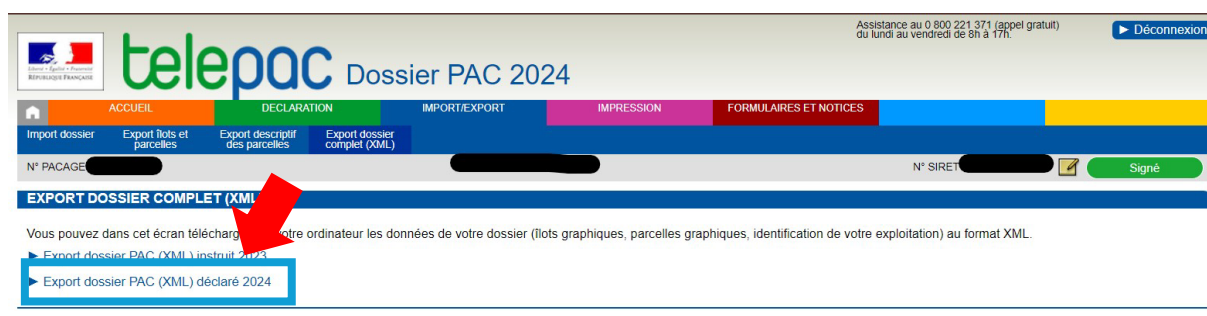 Assistance au 0 800 221 371 (appel gratuit)
du lundi au vendredi de 8h à 17h.
► Déconnexion
RÉPUBLIQUE FRANÇAISE
telepac Dossier PAC 2024
ACCUEIL DECLARATION IMPORT/EXPORT IMPRESSION FORMULAIRES ET NOTICES
Import dossier Export îlots et parcelles Export descriptif des parcelles Export dossier complet (XML)
N° PACAGE N° SIRET Signé
EXPORT DOSSIER COMPLET (XML
Vous pouvez dans cet écran télécharg votre ordinateur les données de votre dossier (îlots graphiques, parcelles graphiques, identification de votre exploitation) au format XML.
► Export dossier PAC (XML) instruit 2023
► Export dossier PAC (XML) déclaré 2024